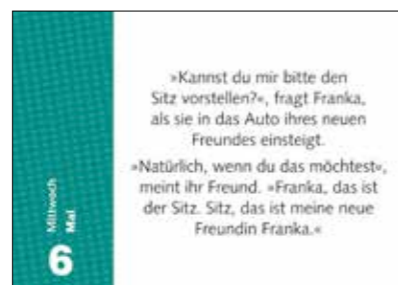 »Kannst du mir bitte den
Sitz vorstellen?«, fragt Franka,
als sie in das Auto ihres neuen
Freundes einsteigt.
»Natürlich, wenn du das möchtest«,
meint ihr Freund. »Franka, das ist
der Sitz. Sitz, das ist meine neue
Freundin Franka.«
Mittwoch
Mai
6